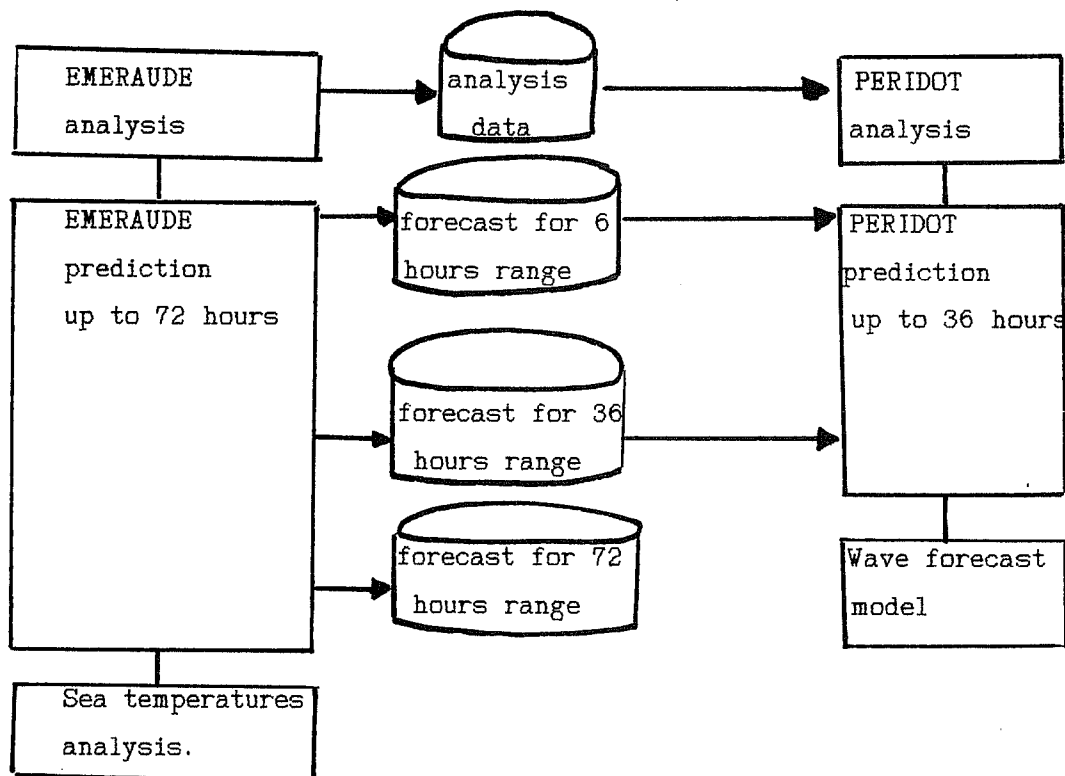 EMERAUDE
analysis
analysis
data
PERIDOT
analysis
EMERAUDE
prediction
up to 72 hours
forecast for 6
hours range
PERIDOT
prediction
up to 36 hours
forecast for 36
hours range
forecast for 72
hours range
Wave forecast
model
Sea temperatures
analysis.